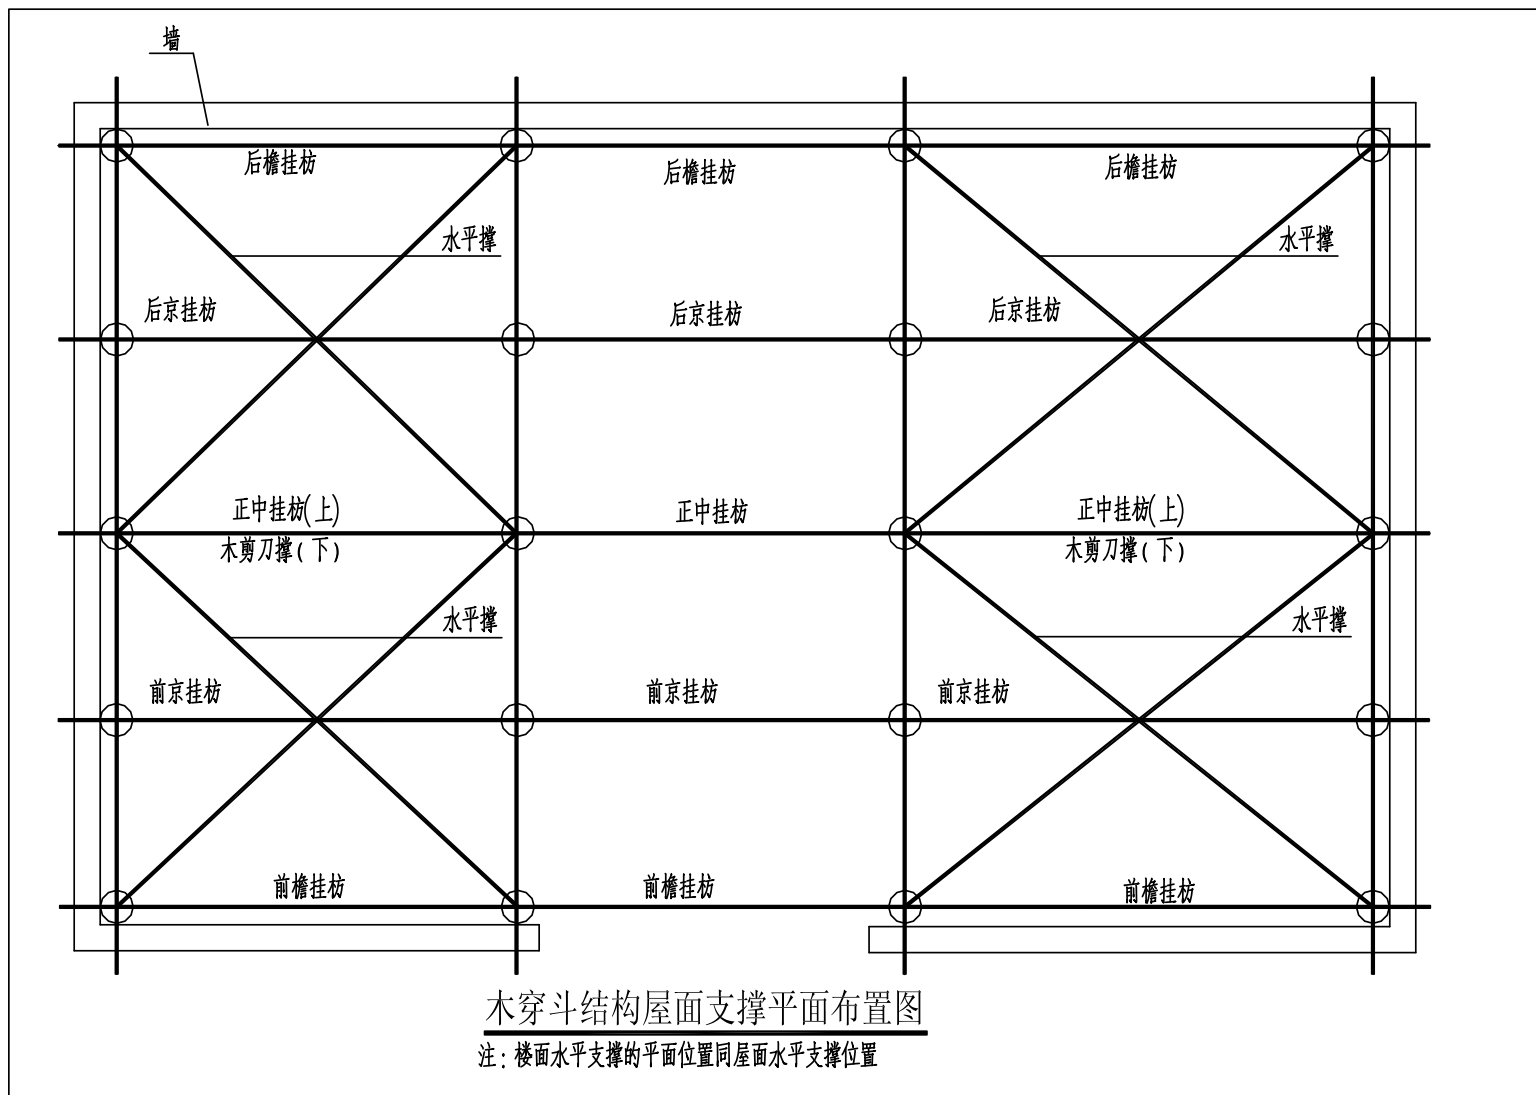 墙
后檐挂枋
后檐挂枋
后檐挂枋
水平撑
水平撑
后京挂枋
后京挂枋
后京挂枋
正中挂枋(上)
木剪刀撑(下)
正中挂枋
正中挂枋(上)
木剪刀撑(下)
水平撑
水平撑
前京挂枋
前京挂枋
前京挂枋
前檐挂枋
前檐挂枋
前檐挂枋
木穿斗结构屋面支撑平面布置图
注:楼面水平支撑的平面位置同屋面水平支撑位置